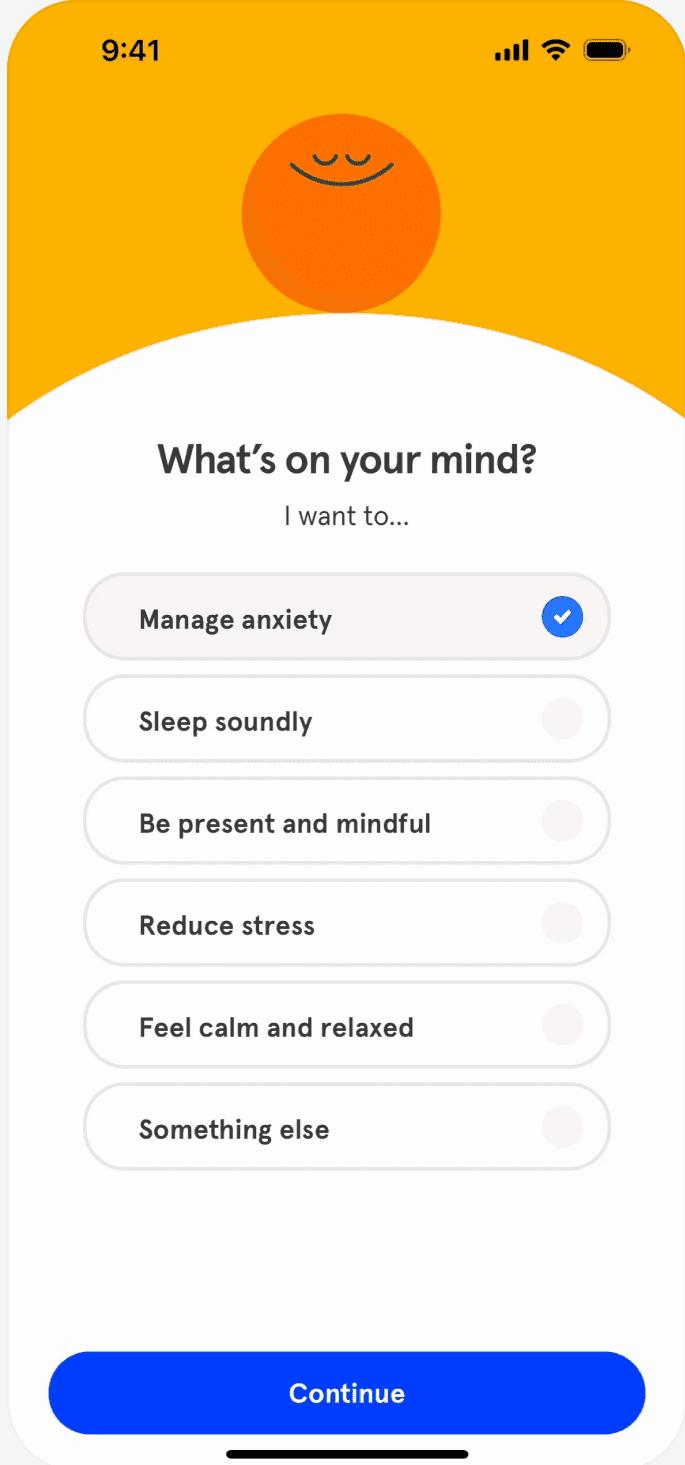 9:41
What’s on your mind?
I want to...
Manage anxiety
Sleep soundly
Be present and mindful
Reduce stress
Feel calm and relaxed
Something else
Continue